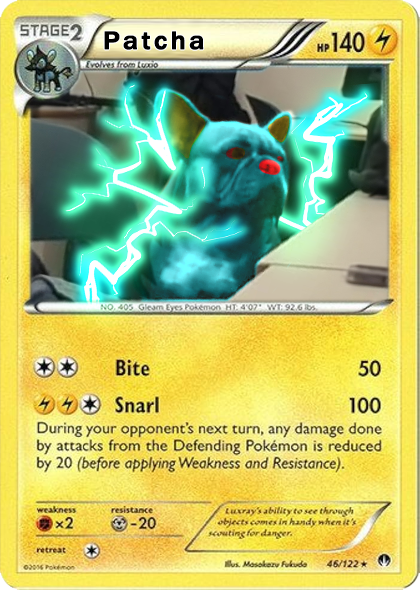 STAGE2
Patcha
HP140
Evolves from Luxio
NO. 405 Gleam Eyes Pokémon HT: 4'07" WT: 92.6 lbs.
Bite 50
Snarl 100
During your opponent's next turn, any damage done
by attacks from the Defending Pokémon is reduced
by 20 (before applying Weakness and Resistance).
weakness
×2
resistance
-20
retreat
Luxray's ability to see through
objects comes in handy when it's
scouting for danger.
Illus. Masakazu Fukuda
46/122★
©2016 Pokémon